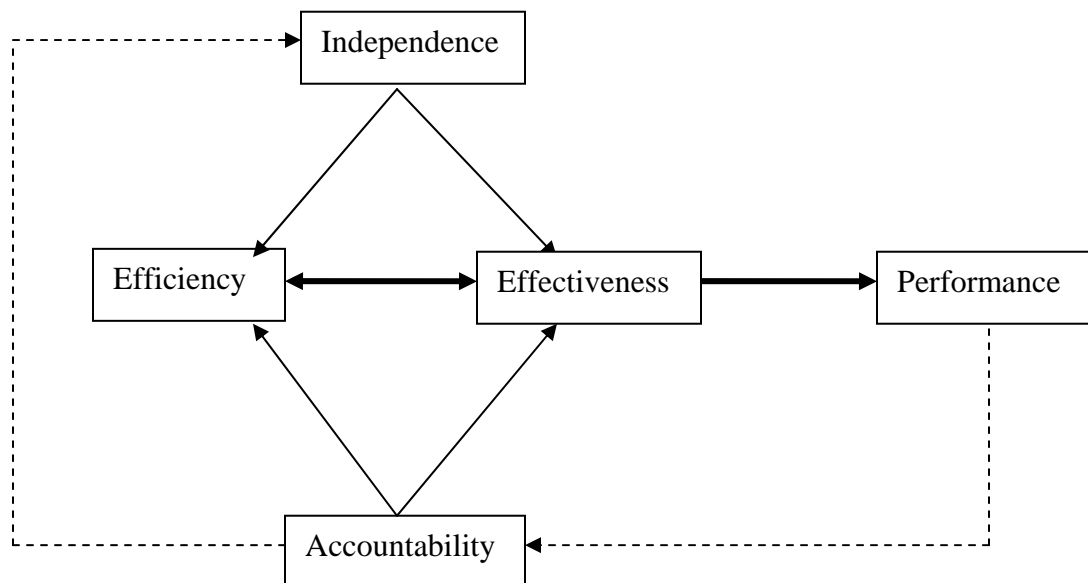 Independence
Efficiency
Effectiveness
Performance
Accountability